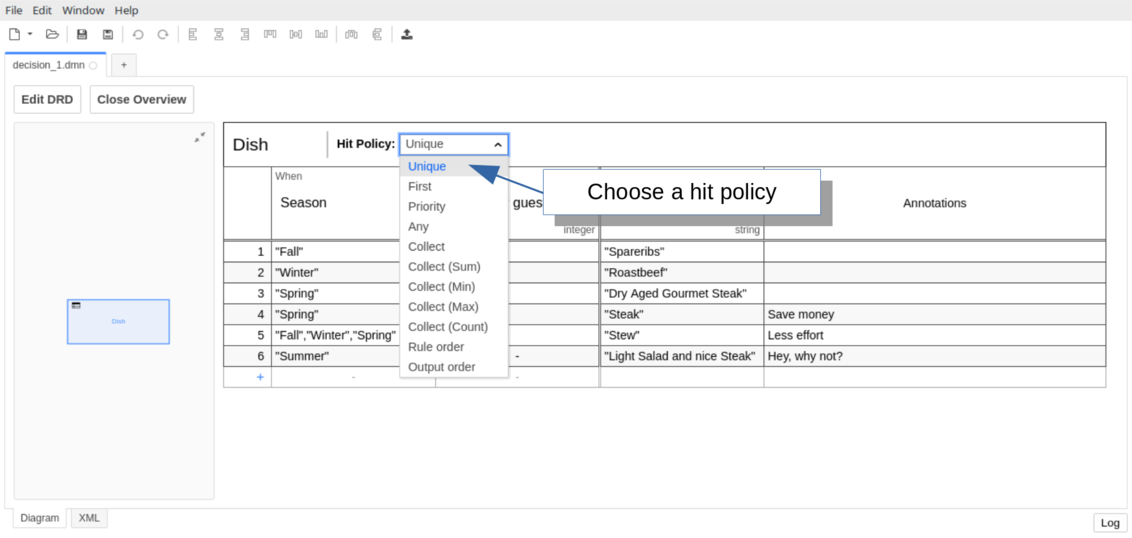 File Edit Window Help
decision_1.dmn +
Edit DRD Close Overview
Dish Hit Policy: Unique
Unique
First
Priority
Any
Collect
Collect (Sum)
Collect (Min)
Collect (Max)
Collect (Count)
Rule order
Output order
Choose a hit policy
When
Season Annotations
integer string
1 "Fall" "Spareribs"
2 "Winter" "Roastbeef"
3 "Spring" "Dry Aged Gourmet Steak"
4 "Spring" "Steak" Save money
5 "Fall","Winter","Spring" "Stew" Less effort
6 "Summer" - "Light Salad and nice Steak" Hey, why not?
+ - -
Dish
Diagram XML
Log